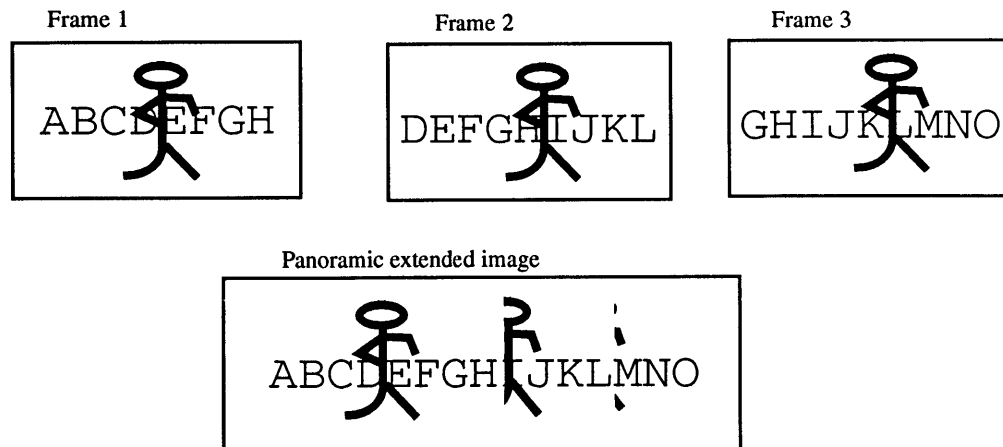 Frame 1
Frame 2
Frame 3
ABCDEFGH
DEFGHIJKL
GHIJKLMNO
Panoramic extended image
ABCDEFGHIJKLMNO